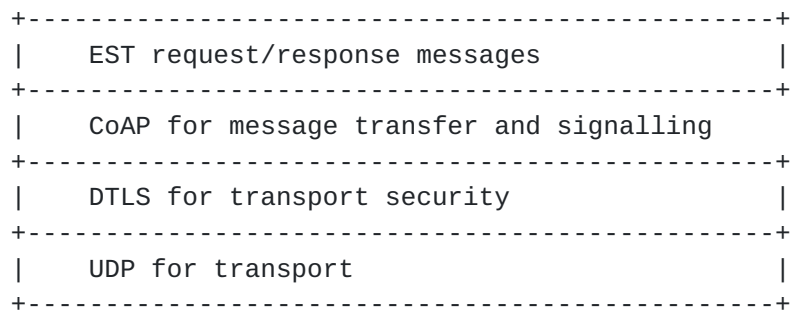 +------------------------------------------------+
|    EST request/response messages               |
+------------------------------------------------+
|    CoAP for message transfer and signalling
+------------------------------------------------+
|    DTLS for transport security                 |
+------------------------------------------------+
|    UDP for transport                           |
+------------------------------------------------+